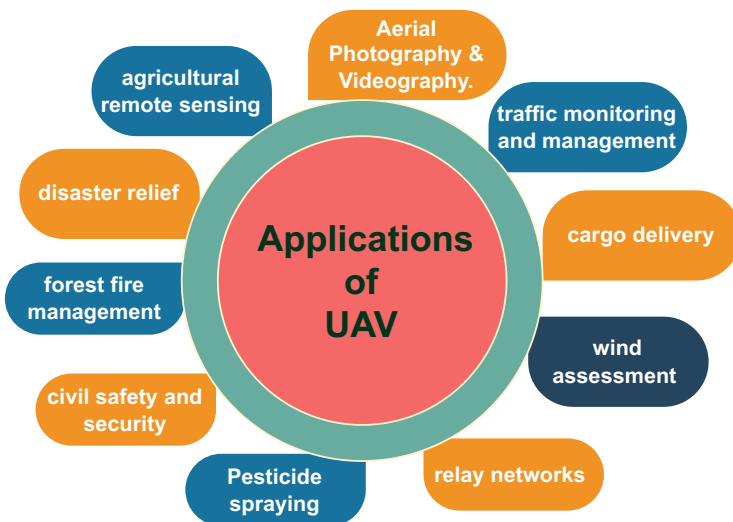 Applications
of
UAV
Aerial
Photography &
Videography.
traffic monitoring
and management
cargo delivery
wind
assessment
relay networks
Pesticide
spraying
civil safety and
security
forest fire
management
disaster relief
agricultural
remote sensing